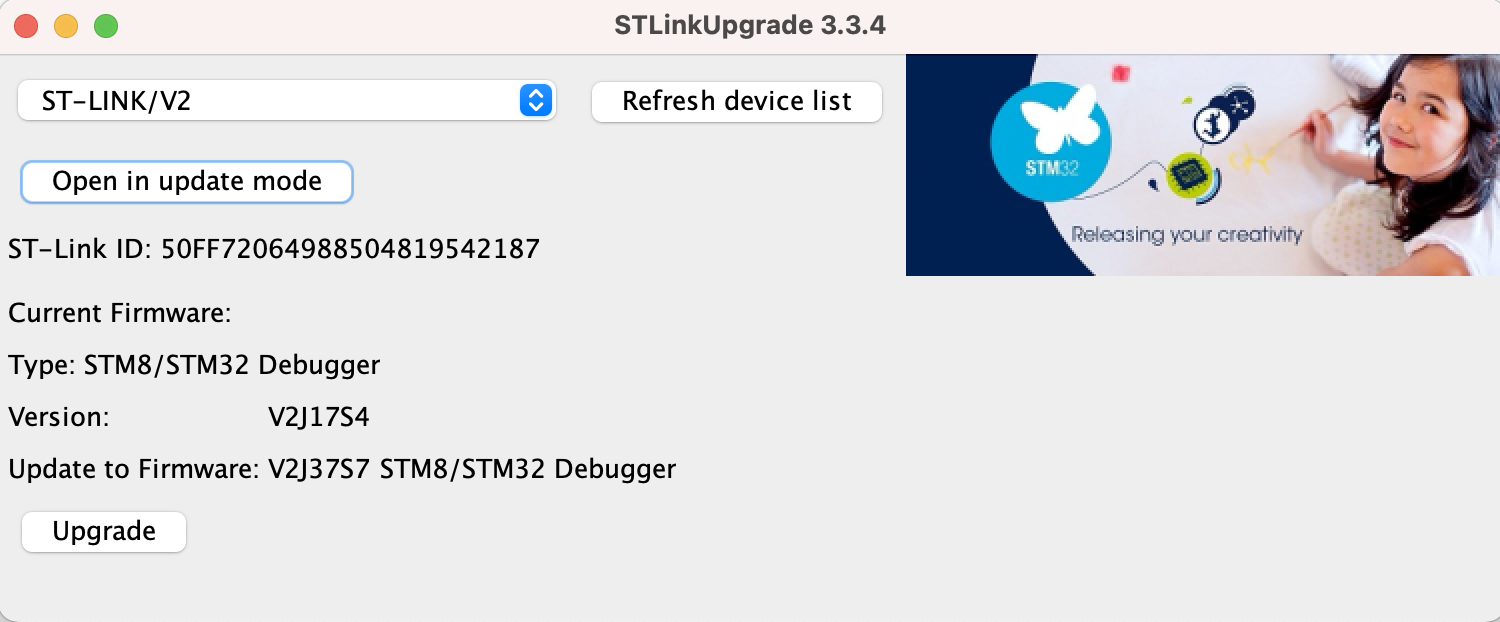 STLinkUpgrade 3.3.4
ST-LINK/V2
Refresh device list
Open in update mode
ST-Link ID: 50FF72064988504819542187
Current Firmware:
Type: STM8/STM32 Debugger
Version: V2J17S4
Update to Firmware: V2J37S7 STM8/STM32 Debugger
Upgrade
STM32
Releasing your creativity